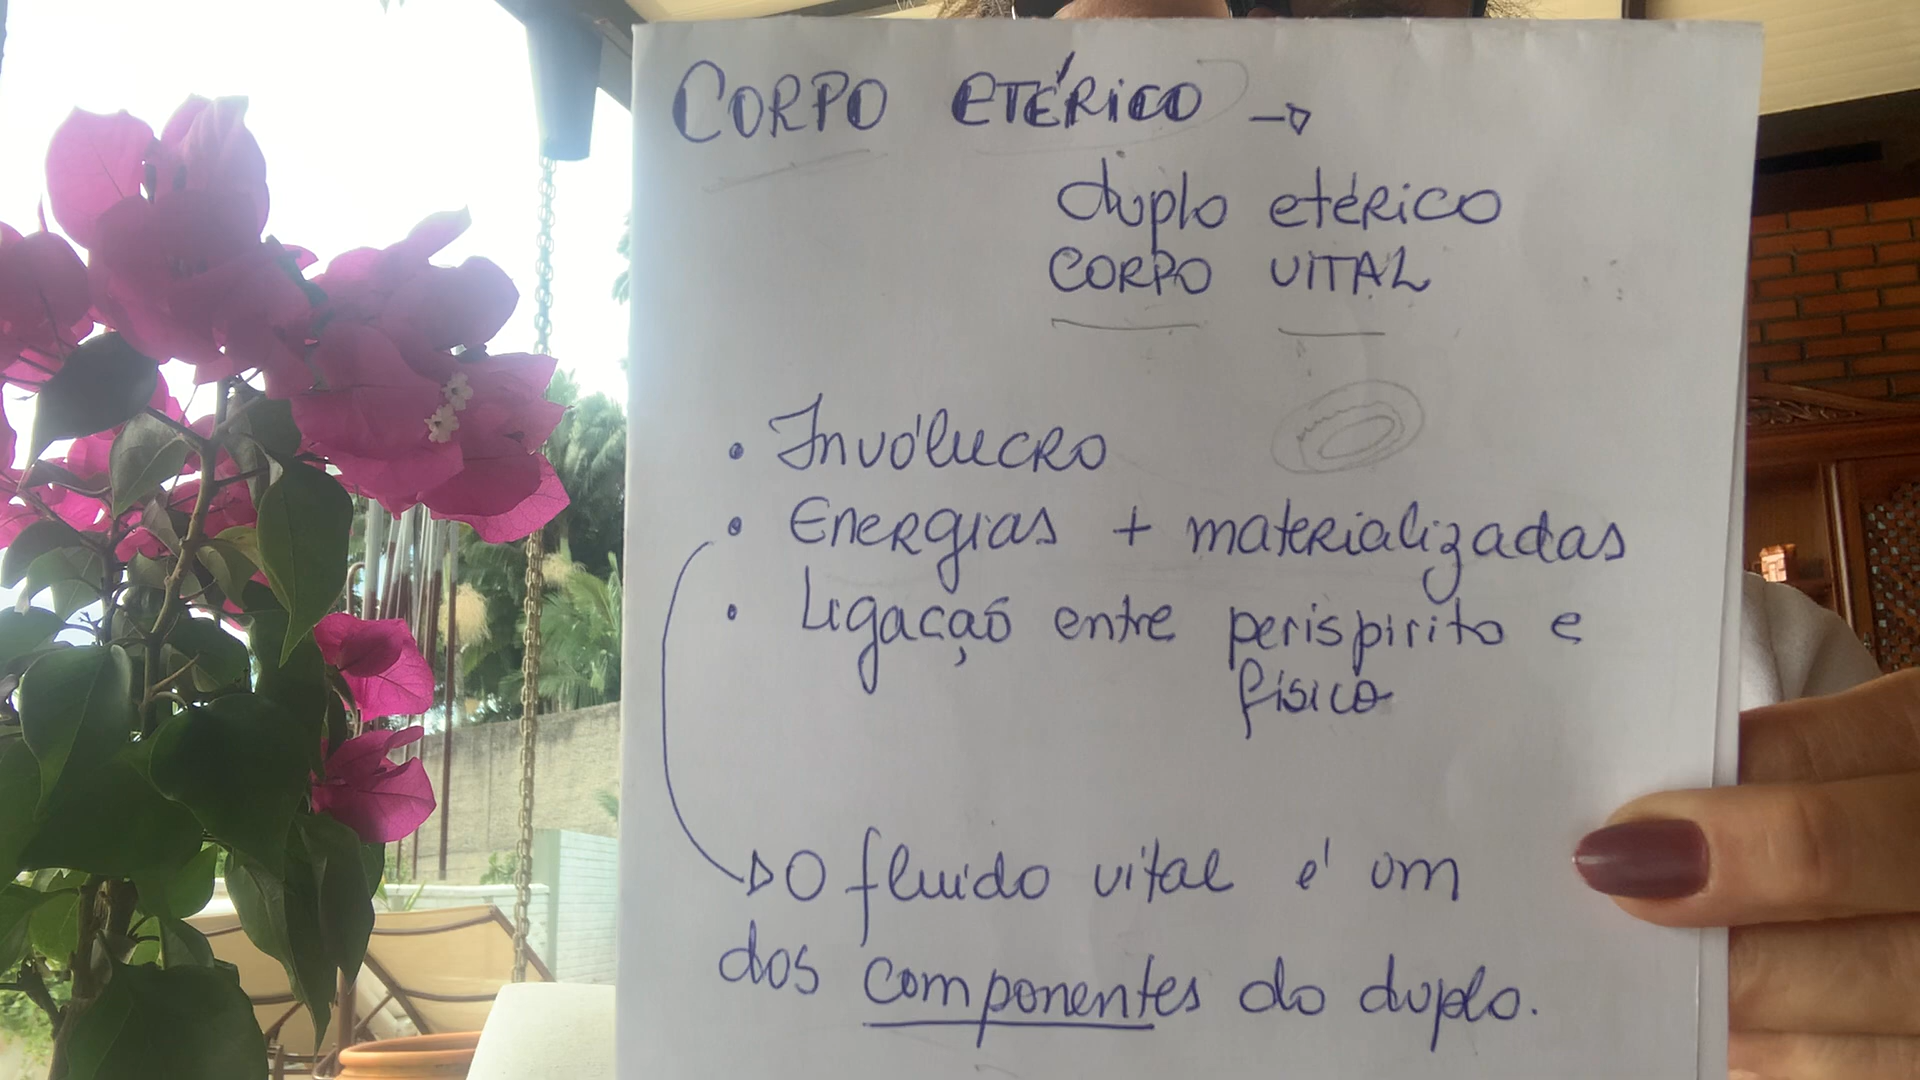 CORPO ETÉRICO →
duplo etérico
CORPO VITAL
• Invólucro
• Energias + materializadas
• Ligação entre perispirito e
físico
→ O fluido vital é um
dos componentes do duplo.